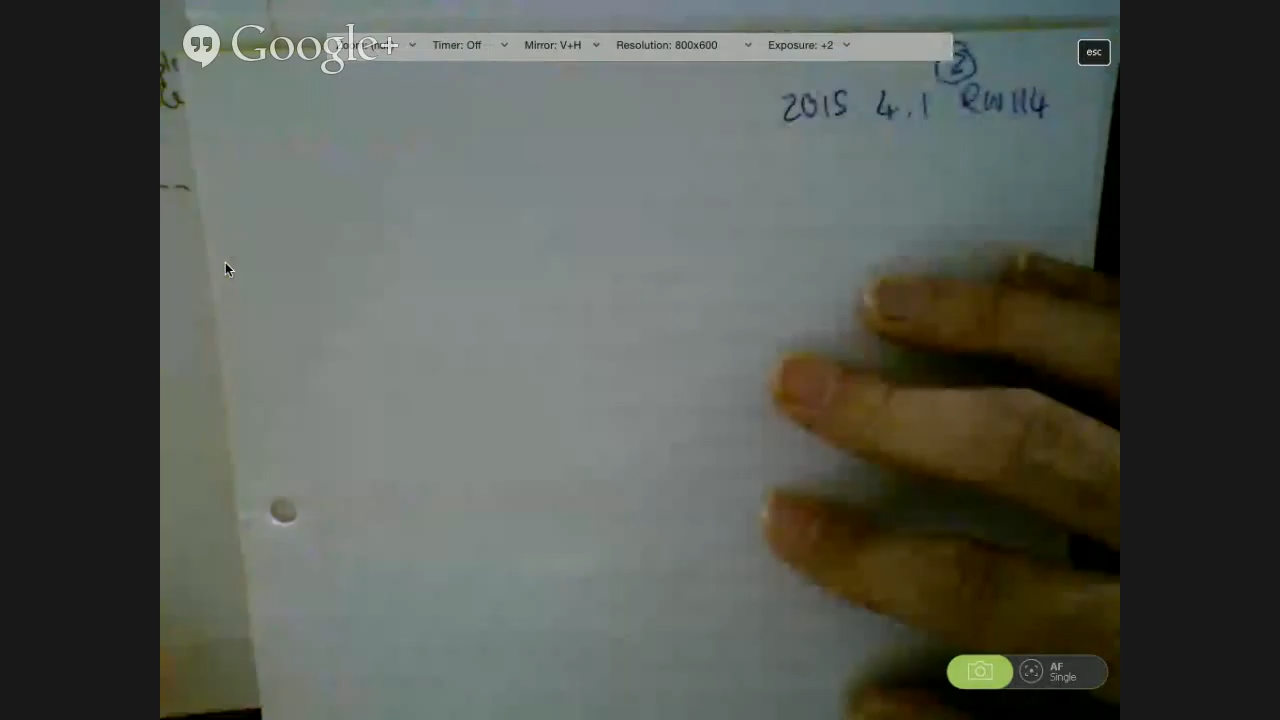 Google+
Timer: Off Mirror: V+H Resolution: 800x600 Exposure: +2
esc
2
2015 4.1 RW114
AF
Single